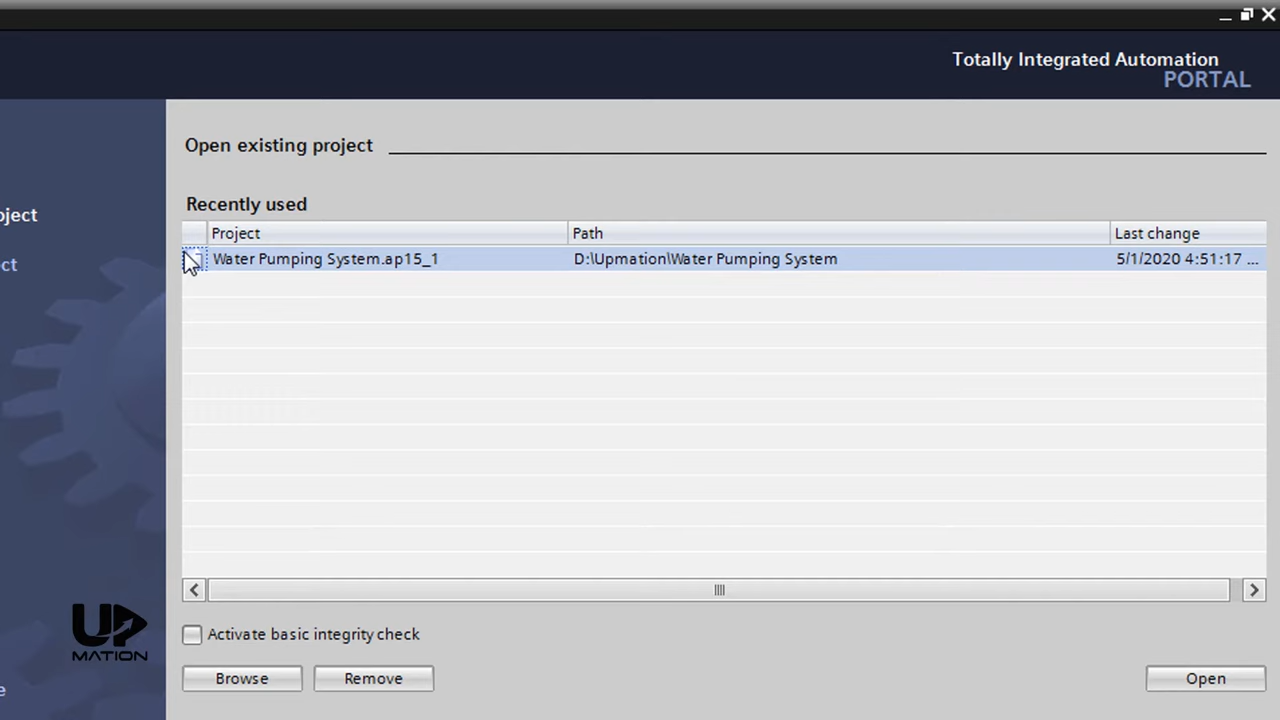 Totally Integrated Automation
PORTAL
Open existing project
oject
ct
Recently used
Project Path Last change
Water Pumping System.ap15_1 D:\Upmation\Water Pumping System 5/1/2020 4:51:17 ...
Activate basic integrity check
UP
MATION
Browse Remove Open
e